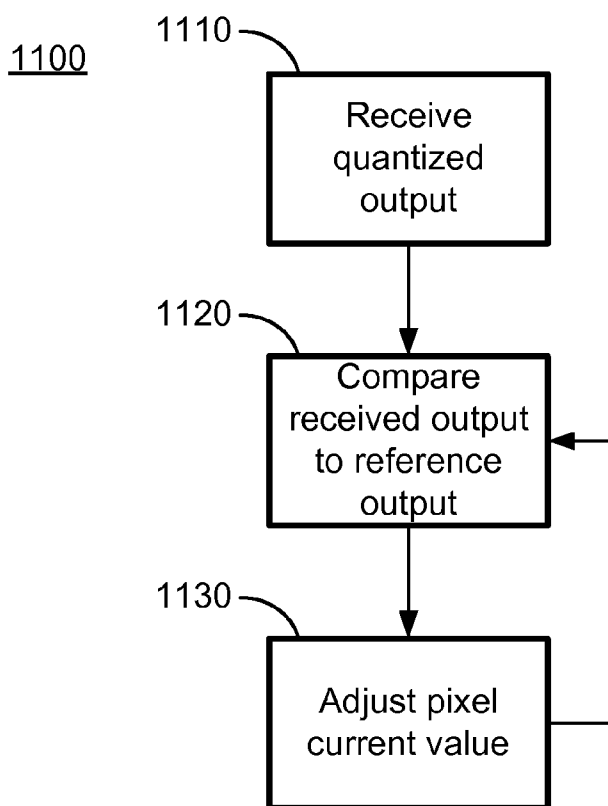 1100
1110
Receive
quantized
output
1120
Compare
received output
to reference
output
1130
Adjust pixel
current value